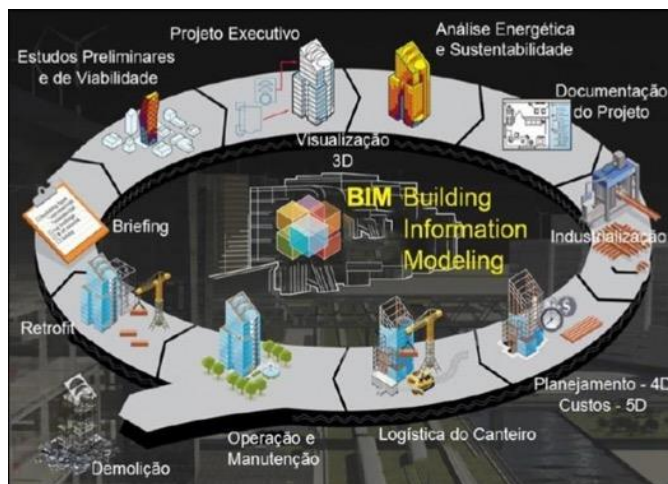 Projeto Executivo
Análise Energética
e Sustentabilidade
Estudos Preliminares
e de Viabilidade
Documentação
do Projeto
Visualização
3D
BIM Building
Information
Modeling
Briefing
Industrialização
Retrofit
Planejamento - 4D
Custos - 5D
Logística do Canteiro
Operação e
Manutenção
Demolição